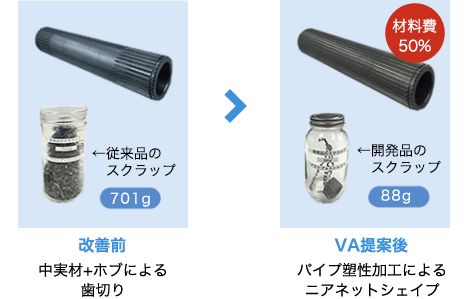 材料費
50%
←従来品の
スクラップ
701g
←開発品の
スクラップ
88g
改善前
中実材+ホブによる
歯切り
VA提案後
パイプ塑性加工による
ニアネットシェイプ